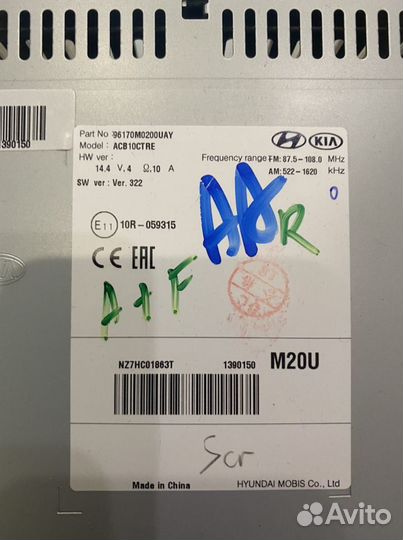 1390150
Part No : 96170M0200UAY
Model : ACB10CTRE
HW ver :
14.4 V, 4 Ω, 10 A
SW ver : Ver. 322
HYUNDAI KIA
Frequency range FM: 87.5 - 108.0 MHz
AM: 522 - 1620 kHz
E11 10R - 059315
CE EAC
R
A+F
NZ7HC01863T 1390150 M20U
Scr
Made in China HYUNDAI MOBIS Co., Ltd
Avito